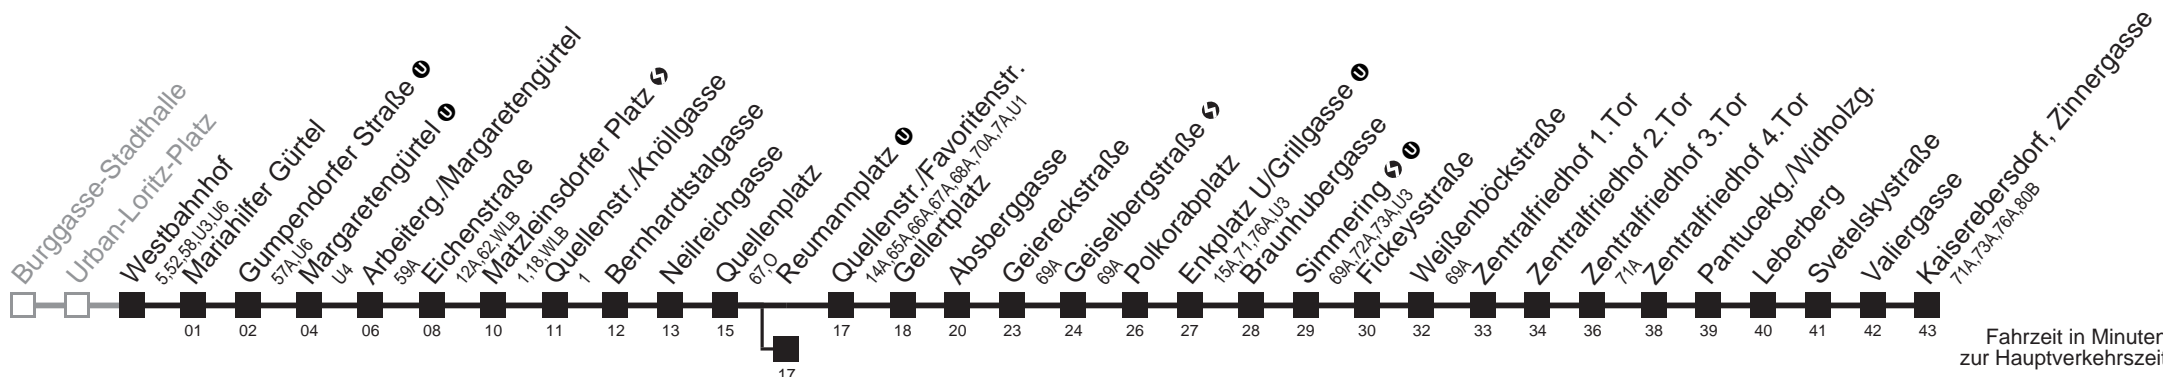 Burggasse-Stadthalle
Urban-Loritz-Platz
Westbahnhof
5,52,58,U3,U6
Mariahilfer Gürtel
Gumpendorfer Straße U
57A,U6
Margaretengürtel U
U4
Arbeiterg./Margaretengürtel
59A
Eichenstraße
12A,62,WLB
Matzleinsdorfer Platz
1,18,WLB
Quellenstr./Knöllgasse
1
Bernhardtstalgasse
Neilreichgasse
Quellenplatz
67,O
Reumannplatz U
Quellenstr./Favoritenstr.
14A,65A,66A,67A,68A,70A,7A,U1
Gellertplatz
Absberggasse
Geiereckstraße
69A
Geiselbergstraße
69A
Polkorabplatz
Enkplatz U/Grillgasse U
15A,71,76A,U3
Braunhubergasse
Simmering U
69A,72A,73A,U3
Fickeysstraße
Weißenböckstraße
69A
Zentralfriedhof 1.Tor
Zentralfriedhof 2.Tor
Zentralfriedhof 3.Tor
71A
Zentralfriedhof 4.Tor
Pantucekg./Widholzg.
Leberberg
Svetelskystraße
Valiergasse
Kaiserebersdorf, Zinnergasse
71A,73A,76A,80B
01 02 04 06 08 10 11 12 13 15 17 18 20 23 24 26 27 28 29 30 32 33 34 36 38 39 40 41 42 43
17
Fahrzeit in Minuten
zur Hauptverkehrszeit